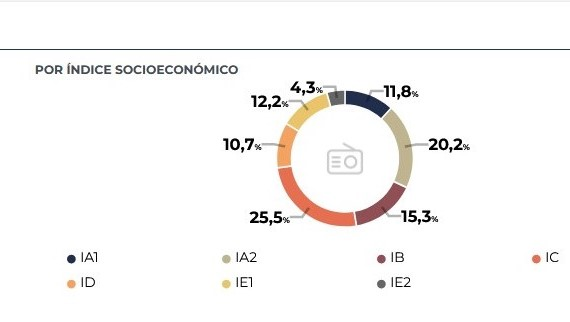 POR ÍNDICE SOCIOECONÓMICO
4,3%
11,8%
12,2%
10,7%
20,2%
25,5%
15,3%
IA1 IA2 IB IC
ID IE1 IE2